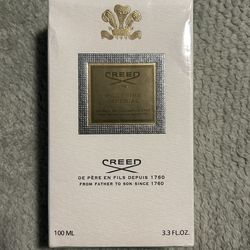 CREED
IMPERIAL
CREED
DE PÈRE EN FILS DEPUIS 1760
FROM FATHER TO SON SINCE 1760
100 ML
3.3 FL.OZ.